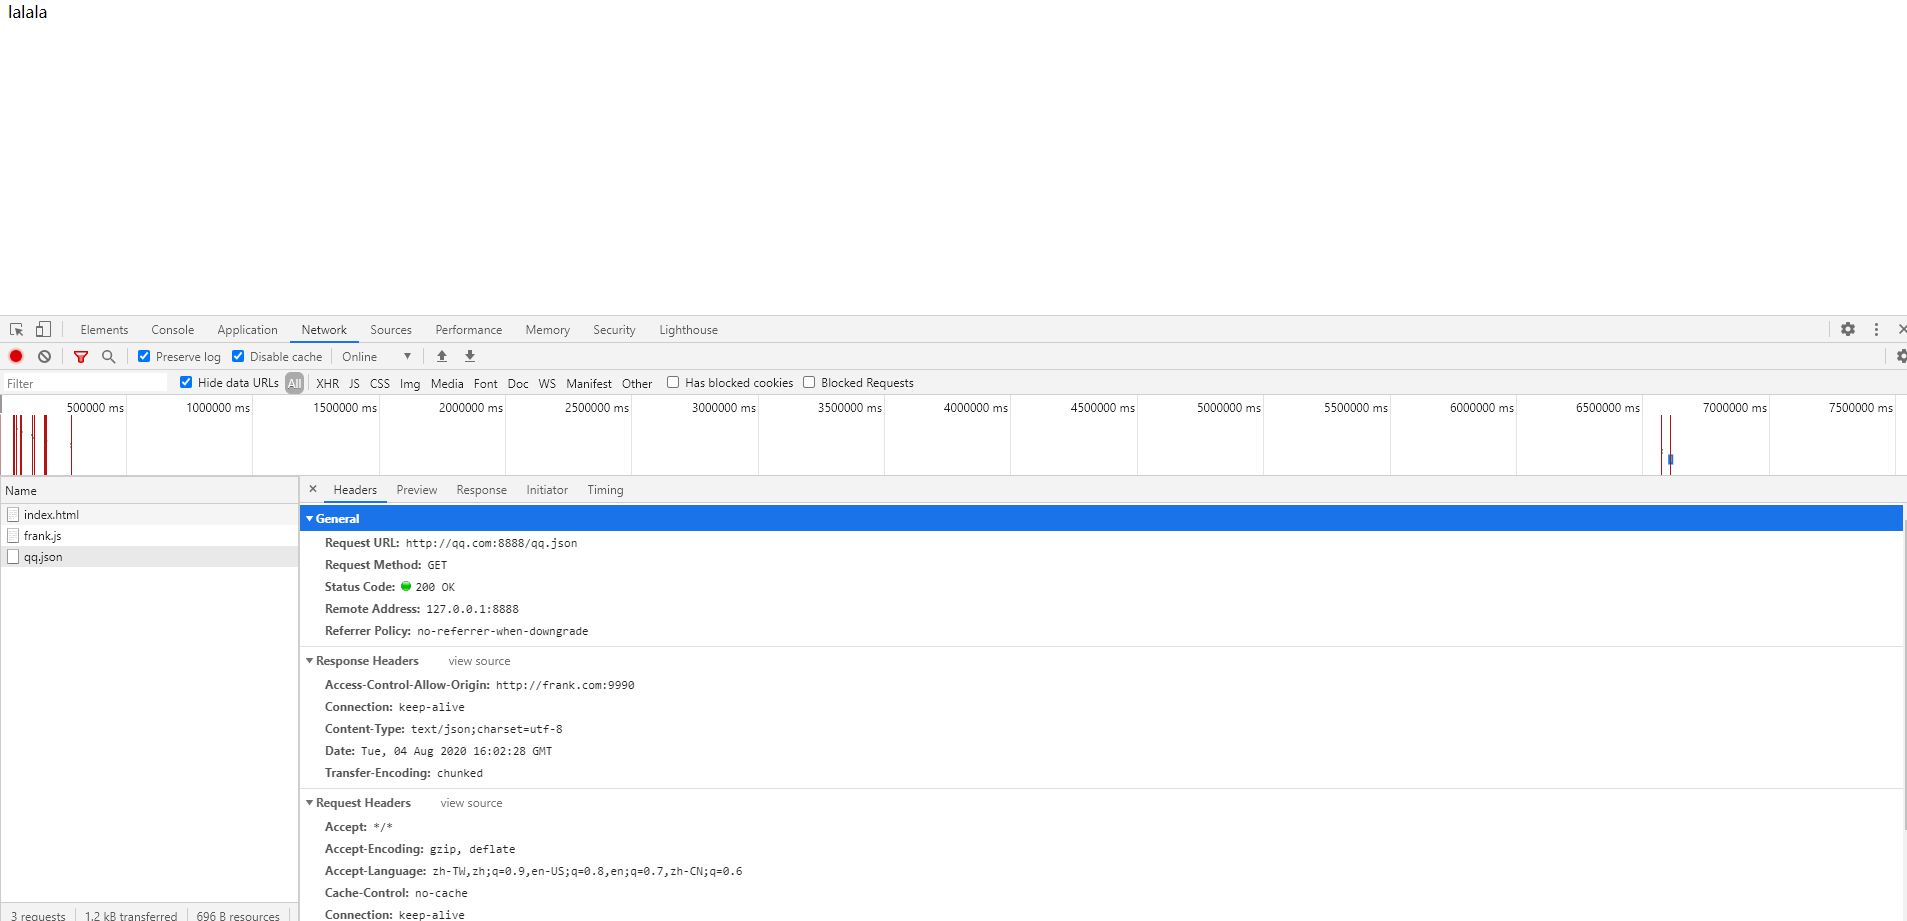 lalala
Elements Console Application Network Sources Performance Memory Security Lighthouse
Preserve log Disable cache Online
Filter Hide data URLs All XHR JS CSS Img Media Font Doc WS Manifest Other Has blocked cookies Blocked Requests
500000 ms 1000000 ms 1500000 ms 2000000 ms 2500000 ms 3000000 ms 3500000 ms 4000000 ms 4500000 ms 5000000 ms 5500000 ms 6000000 ms 6500000 ms 7000000 ms 7500000 ms
Name
index.html
frank.js
qq.json
3 requests 1.2 kB transferred 696 B resources
Headers Preview Response Initiator Timing
General
Request URL: http://qq.com:8888/qq.json
Request Method: GET
Status Code: 200 OK
Remote Address: 127.0.0.1:8888
Referrer Policy: no-referrer-when-downgrade
Response Headers view source
Access-Control-Allow-Origin: http://frank.com:9990
Connection: keep-alive
Content-Type: text/json;charset=utf-8
Date: Tue, 04 Aug 2020 16:02:28 GMT
Transfer-Encoding: chunked
Request Headers view source
Accept: */*
Accept-Encoding: gzip, deflate
Accept-Language: zh-TW,zh;q=0.9,en-US;q=0.8,en;q=0.7,zh-CN;q=0.6
Cache-Control: no-cache
Connection: keep-alive